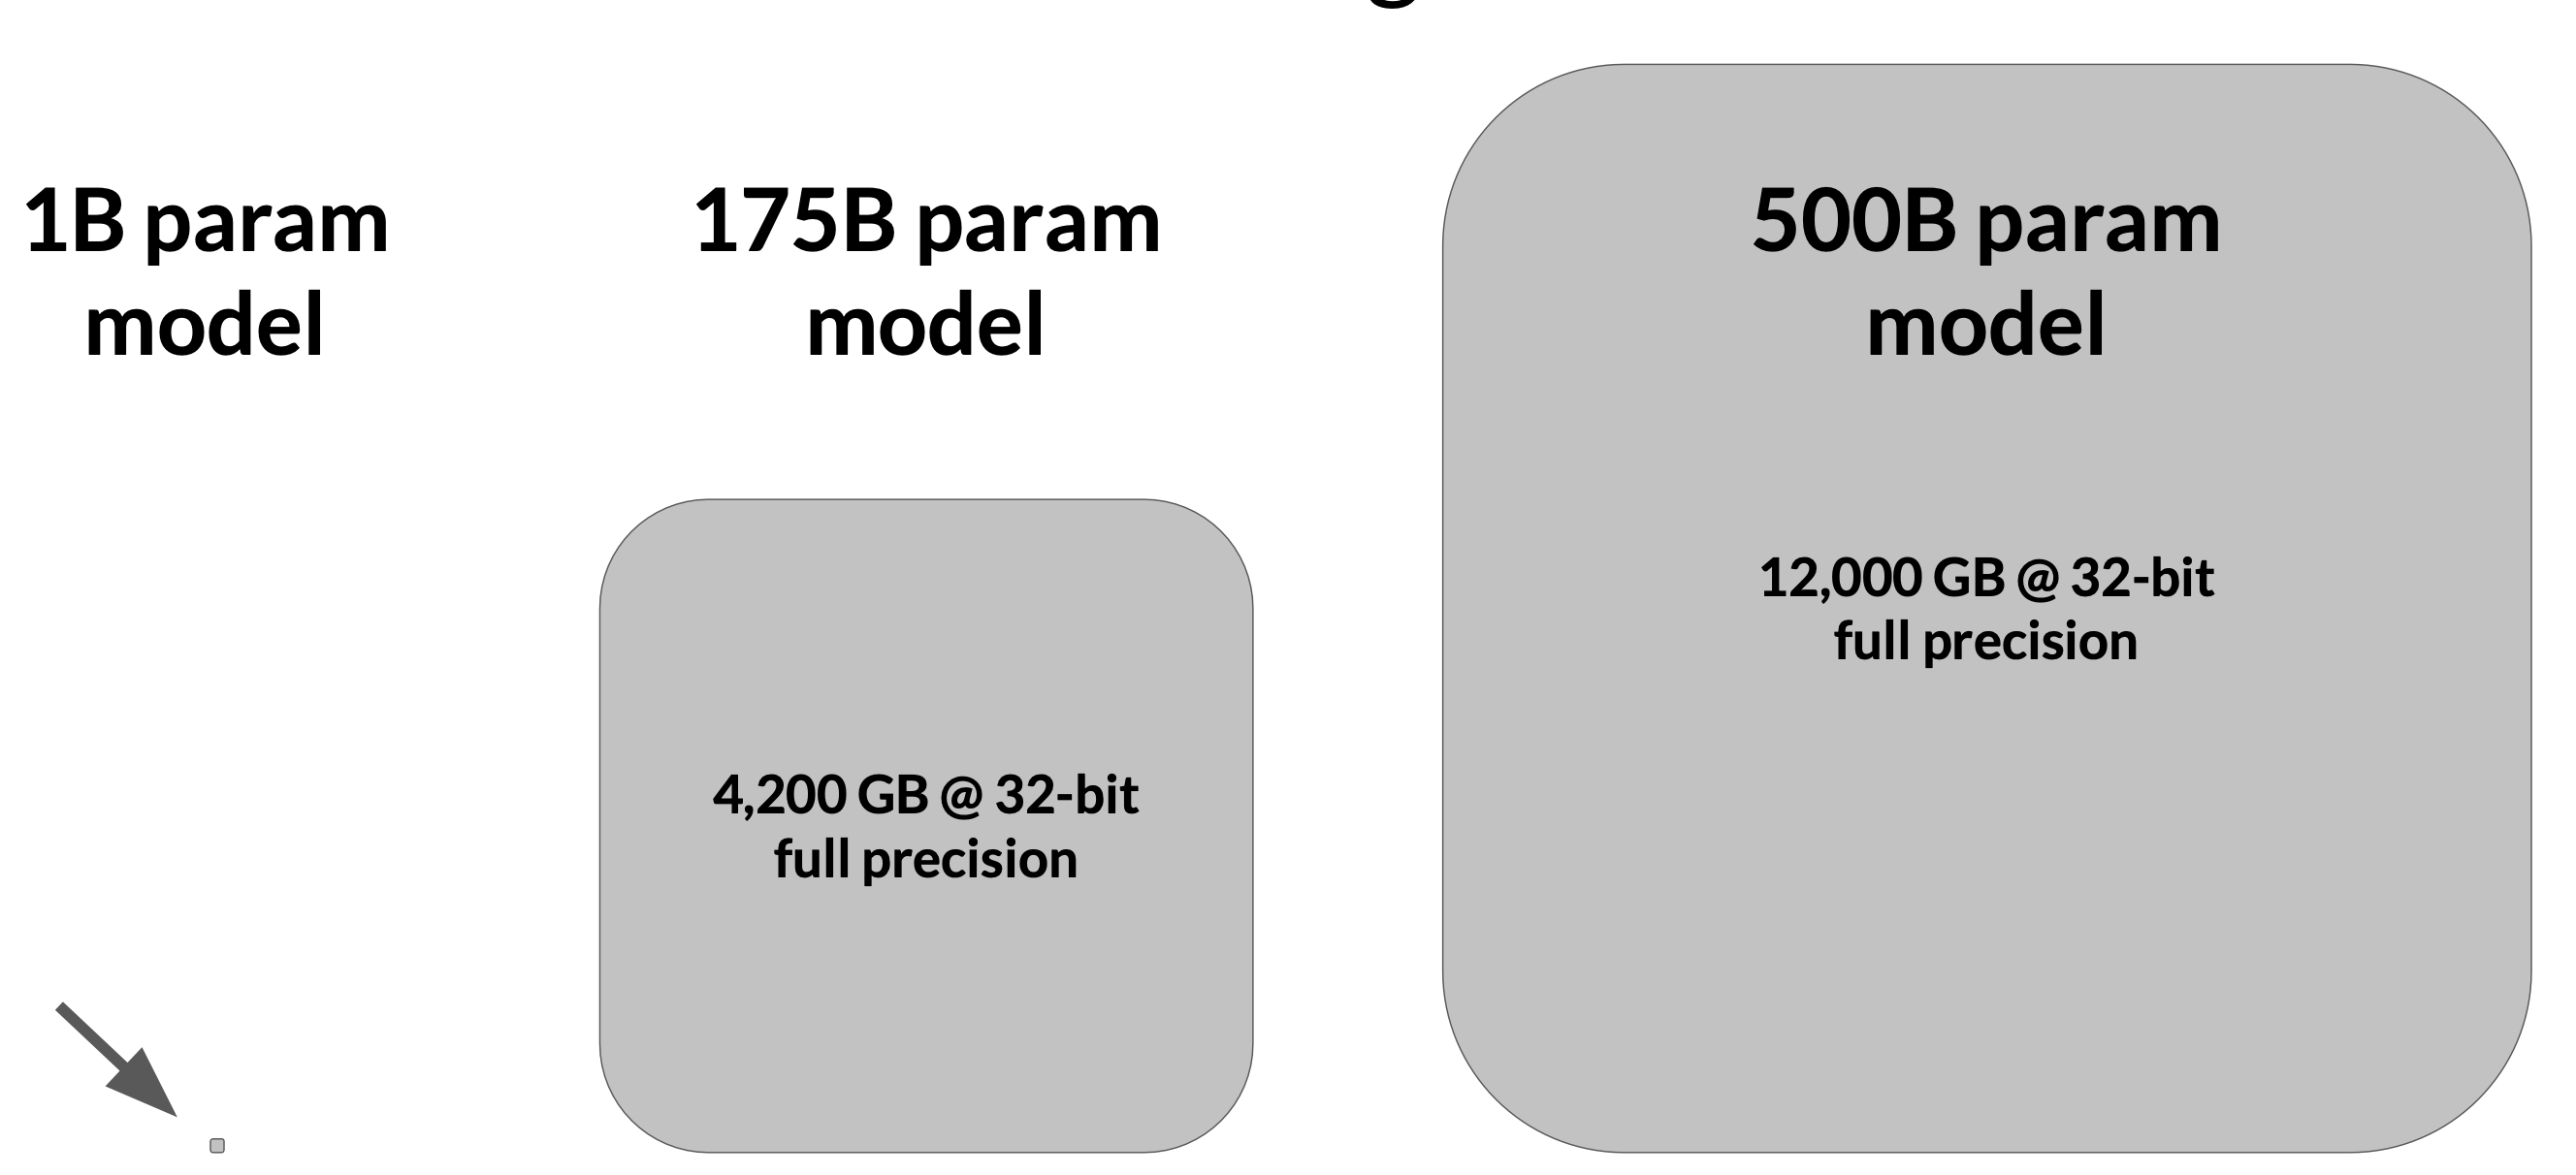 1B param
model
175B param
model
4,200 GB @ 32-bit
full precision
500B param
model
12,000 GB @ 32-bit
full precision